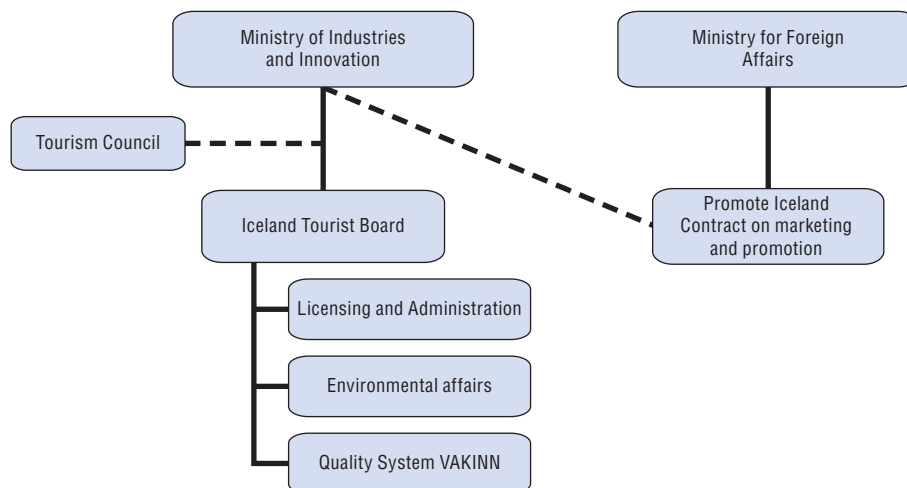 Ministry of Industries
and Innovation
Ministry for Foreign
Affairs
Tourism Council
Iceland Tourist Board
Promote Iceland
Contract on marketing
and promotion
Licensing and Administration
Environmental affairs
Quality System VAKINN